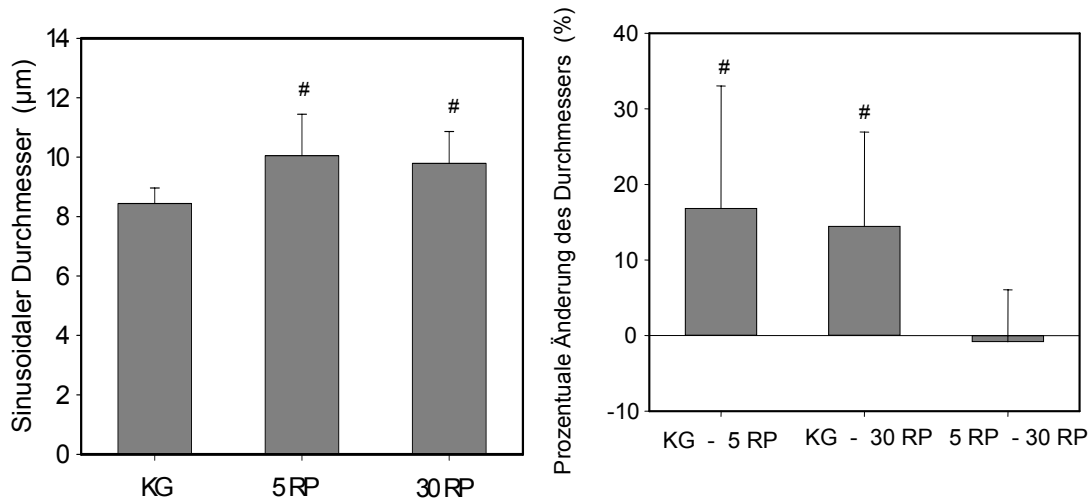 Sinusoidaler Durchmesser (µm)
14
12
10
8
6
4
2
0
#
#
KG
5 RP
30 RP
Prozentuale Änderung des Durchmessers (%)
40
30
20
10
0
-10
#
#
KG - 5 RP
KG - 30 RP
5 RP - 30 RP